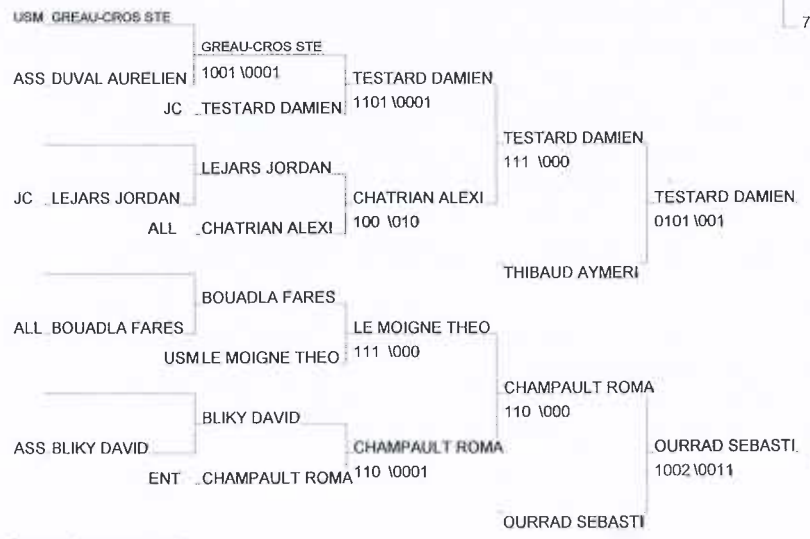 USM GREAU-CROS STE
7
GREAU-CROS STE
ASS DUVAL AURELIEN
1001 \0001
TESTARD DAMIEN
JC TESTARD DAMIEN
1101 \0001
TESTARD DAMIEN
111 \000
LEJARS JORDAN
JC LEJARS JORDAN
CHATRIAN ALEXI
TESTARD DAMIEN
100 \010
0101 \001
ALL CHATRIAN ALEXI
THIBAUD AYMERI
BOUADLA FARES
ALL BOUADLA FARES
LE MOIGNE THEO
USM LE MOIGNE THEO
111 \000
CHAMPAULT ROMA
110 \000
BLIKY DAVID
ASS BLIKY DAVID
CHAMPAULT ROMA
OURRAD SEBASTI
110 \0001
1002 \0011
ENT CHAMPAULT ROMA
OURRAD SEBASTI